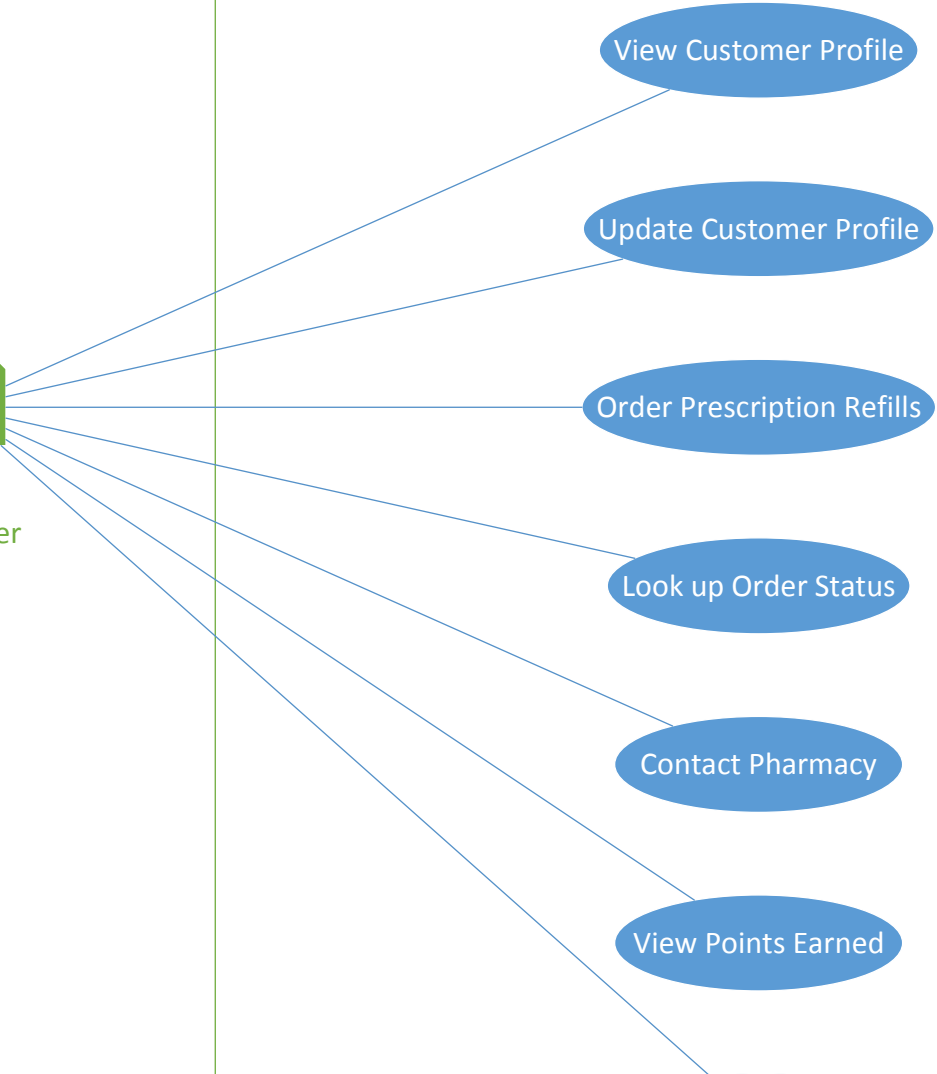 View Customer Profile
Update Customer Profile
Order Prescription Refills
er
Look up Order Status
Contact Pharmacy
View Points Earned